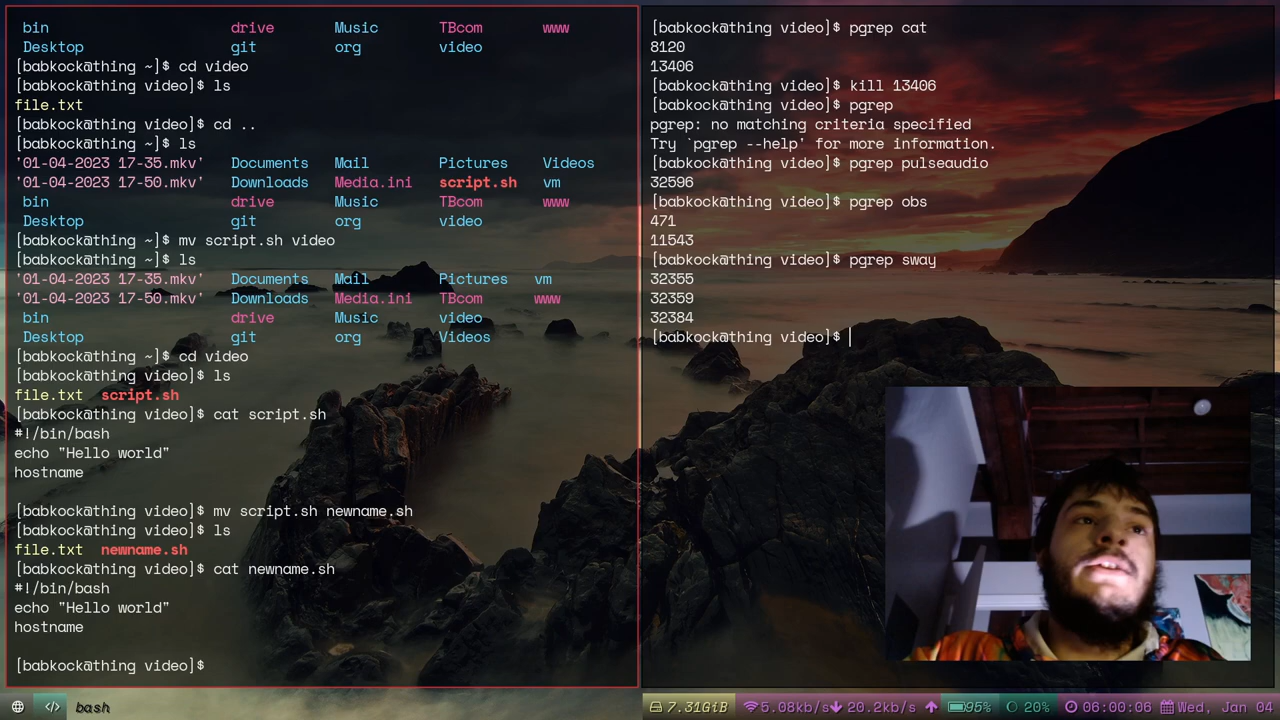 bin                    drive      Music       TBcom       www
 Desktop                git        org         video
[babkock@thing ~]$ cd video
[babkock@thing video]$ ls
file.txt
[babkock@thing video]$ cd ..
[babkock@thing ~]$ ls
'01-04-2023 17-35.mkv'   Documents   Mail        Pictures    Videos
'01-04-2023 17-50.mkv'   Downloads   Media.ini   script.sh   vm
 bin                     drive       Music       TBcom       www
 Desktop                 git         org         video
[babkock@thing ~]$ mv script.sh video
[babkock@thing ~]$ ls
'01-04-2023 17-35.mkv'   Documents   Mail        Pictures   vm
'01-04-2023 17-50.mkv'   Downloads   Media.ini   TBcom      www
 bin                     drive       Music       video
 Desktop                 git         org         Videos
[babkock@thing ~]$ cd video
[babkock@thing video]$ ls
file.txt  script.sh
[babkock@thing video]$ cat script.sh
#!/bin/bash
echo "Hello world"
hostname
[babkock@thing video]$ mv script.sh newname.sh
[babkock@thing video]$ ls
file.txt  newname.sh
[babkock@thing video]$ cat newname.sh
#!/bin/bash
echo "Hello world"
hostname
[babkock@thing video]$
[babkock@thing video]$ pgrep cat
8120
13406
[babkock@thing video]$ kill 13406
[babkock@thing video]$ pgrep
pgrep: no matching criteria specified
Try `pgrep --help' for more information.
[babkock@thing video]$ pgrep pulseaudio
32596
[babkock@thing video]$ pgrep obs
471
11543
[babkock@thing video]$ pgrep sway
32355
32359
32384
[babkock@thing video]$
</> bash 7.31GiB 5.08kb/s 20.2kb/s 95% 20% 06:00:06 Wed, Jan 04